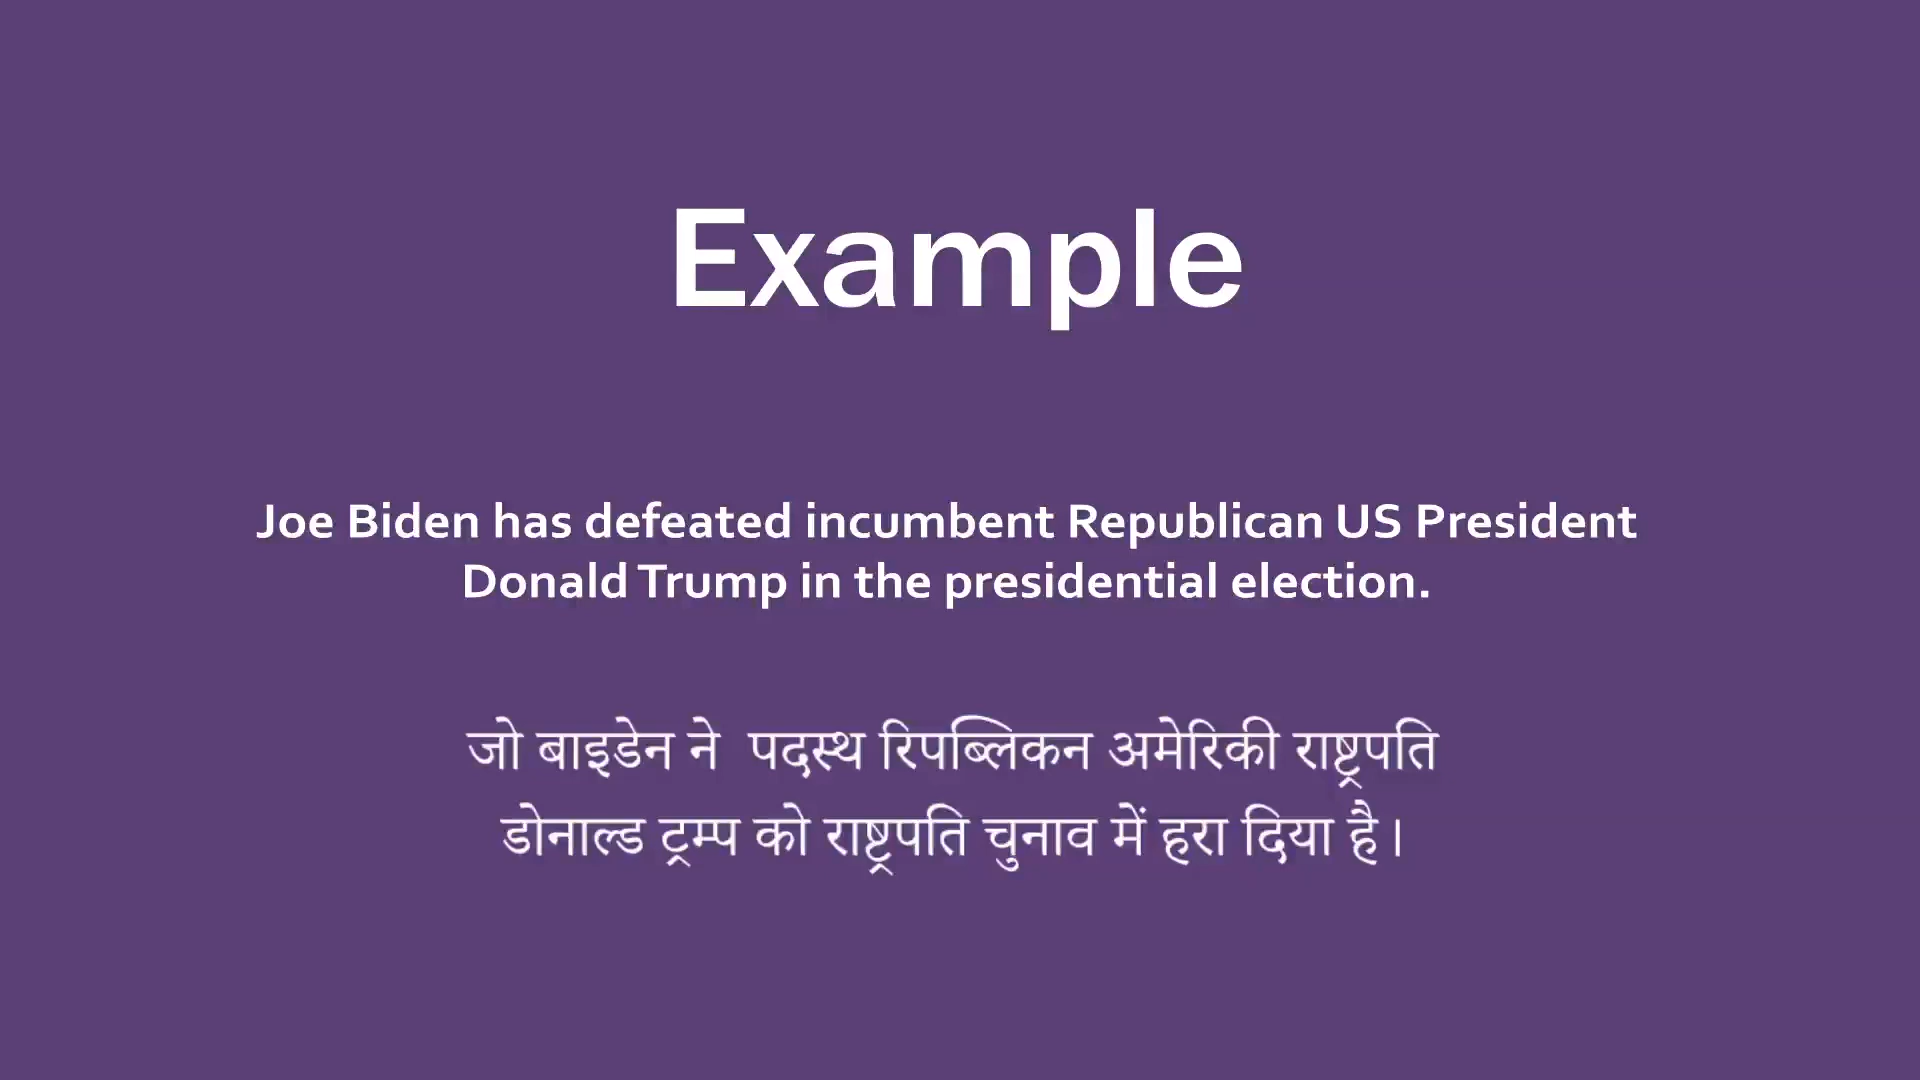 Example
Joe Biden has defeated incumbent Republican US President
Donald Trump in the presidential election.
जो बाइडेन ने पदस्थ रिपब्लिकन अमेरिकी राष्ट्रपति
डोनाल्ड ट्रम्प को राष्ट्रपति चुनाव में हरा दिया है।